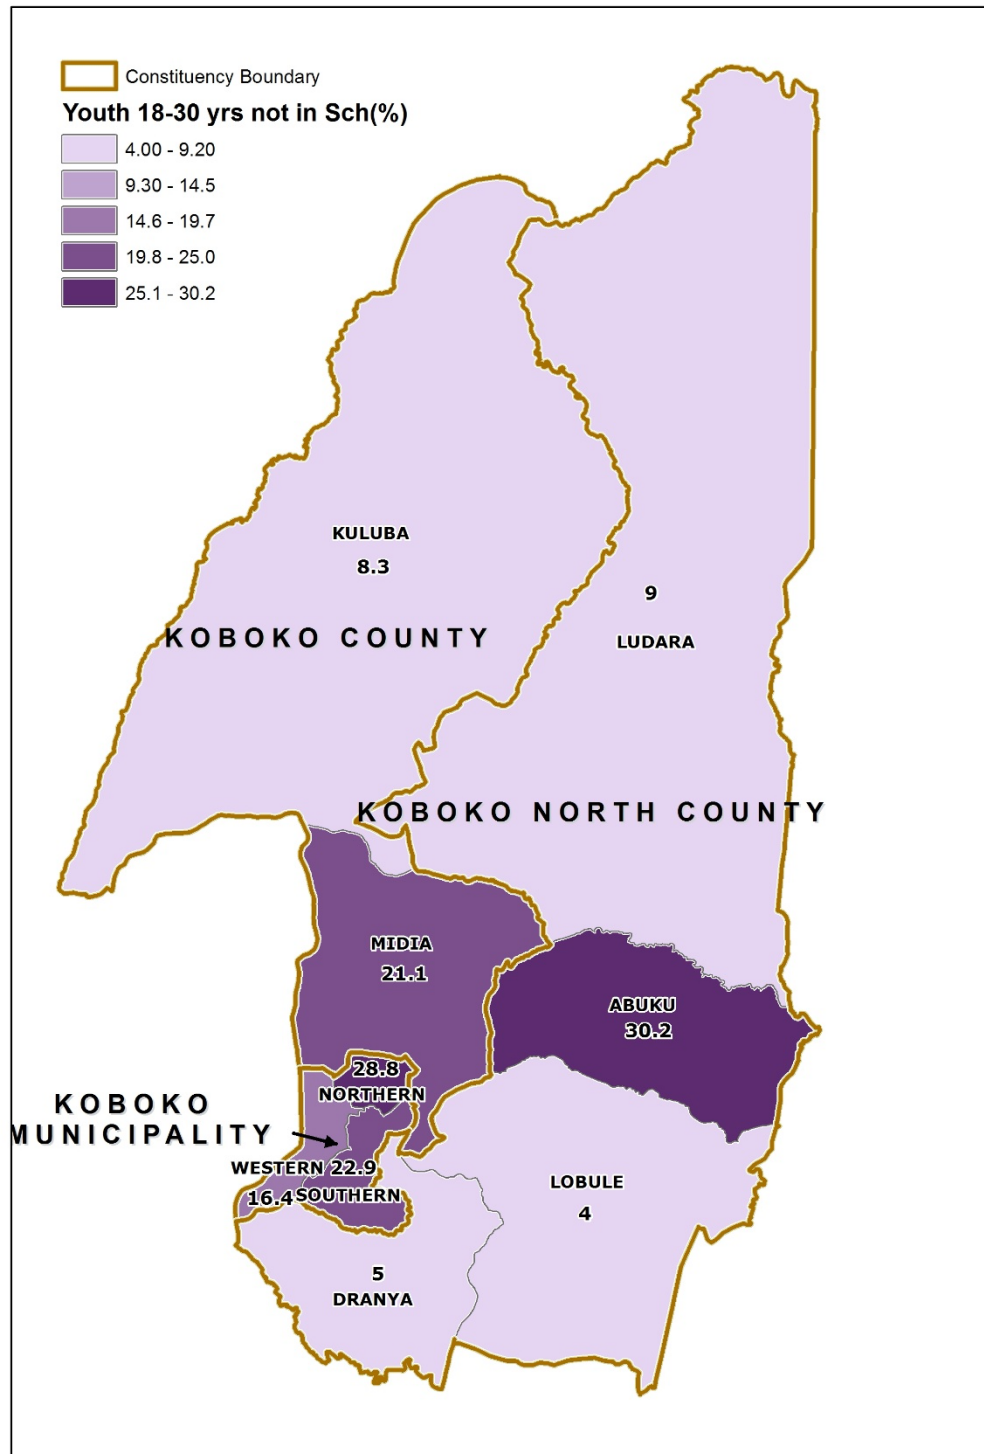 Constituency Boundary
Youth 18-30 yrs not in Sch(%)
4.00 - 9.20
9.30 - 14.5
14.6 - 19.7
19.8 - 25.0
25.1 - 30.2
KULUBA
8.3
9
KOBOKO COUNTY
LUDARA
KOBOKO NORTH COUNTY
MIDIA
21.1
ABUKU
30.2
28.8
NORTHERN
KOBOKO
MUNICIPALITY
WESTERN 22.9
16.4 SOUTHERN
LOBULE
4
5
DRANYA